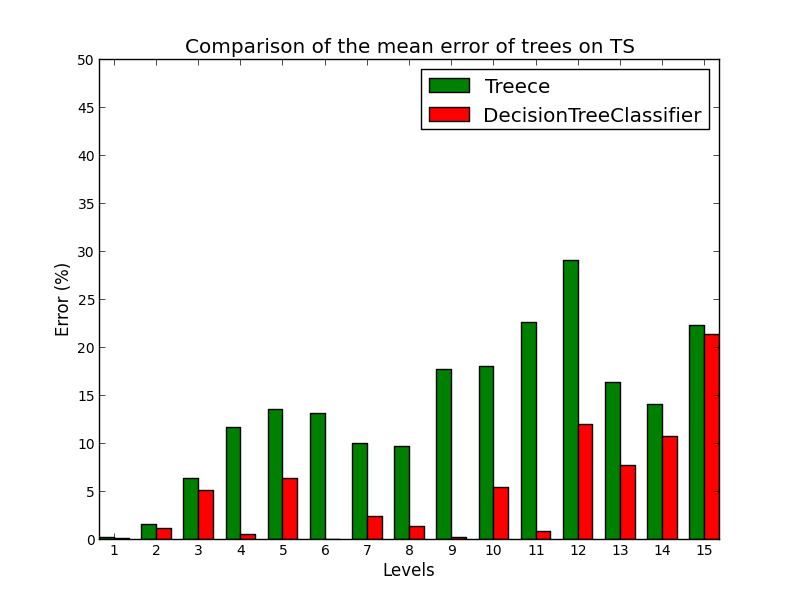 Comparison of the mean error of trees on TS
Treece
DecisionTreeClassifier
50
45
40
35
30
25
20
15
10
5
0
Error (%)
1 2 3 4 5 6 7 8 9 10 11 12 13 14 15
Levels